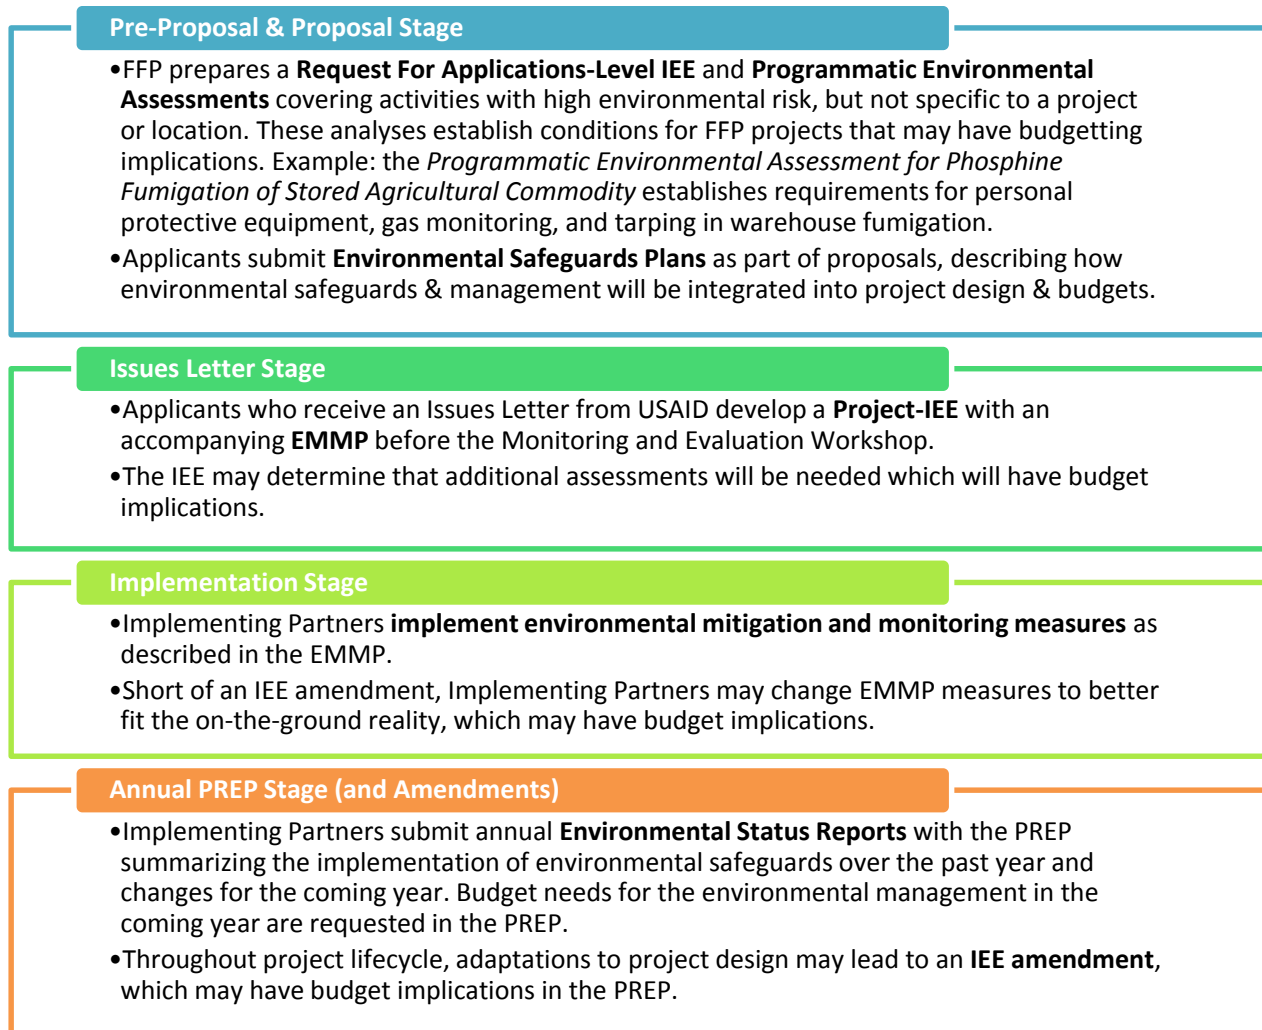 Pre-Proposal & Proposal Stage
•FFP prepares a Request For Applications-Level IEE and Programmatic Environmental
Assessments covering activities with high environmental risk, but not specific to a project
or location. These analyses establish conditions for FFP projects that may have budgetting
implications. Example: the Programmatic Environmental Assessment for Phosphine
Fumigation of Stored Agricultural Commodity establishes requirements for personal
protective equipment, gas monitoring, and tarping in warehouse fumigation.
•Applicants submit Environmental Safeguards Plans as part of proposals, describing how
environmental safeguards & management will be integrated into project design & budgets.
Issues Letter Stage
•Applicants who receive an Issues Letter from USAID develop a Project-IEE with an
accompanying EMMP before the Monitoring and Evaluation Workshop.
•The IEE may determine that additional assessments will be needed which will have budget
implications.
Implementation Stage
•Implementing Partners implement environmental mitigation and monitoring measures as
described in the EMMP.
•Short of an IEE amendment, Implementing Partners may change EMMP measures to better
fit the on-the-ground reality, which may have budget implications.
Annual PREP Stage (and Amendments)
•Implementing Partners submit annual Environmental Status Reports with the PREP
summarizing the implementation of environmental safeguards over the past year and
changes for the coming year. Budget needs for the environmental management in the
coming year are requested in the PREP.
•Throughout project lifecycle, adaptations to project design may lead to an IEE amendment,
which may have budget implications in the PREP.